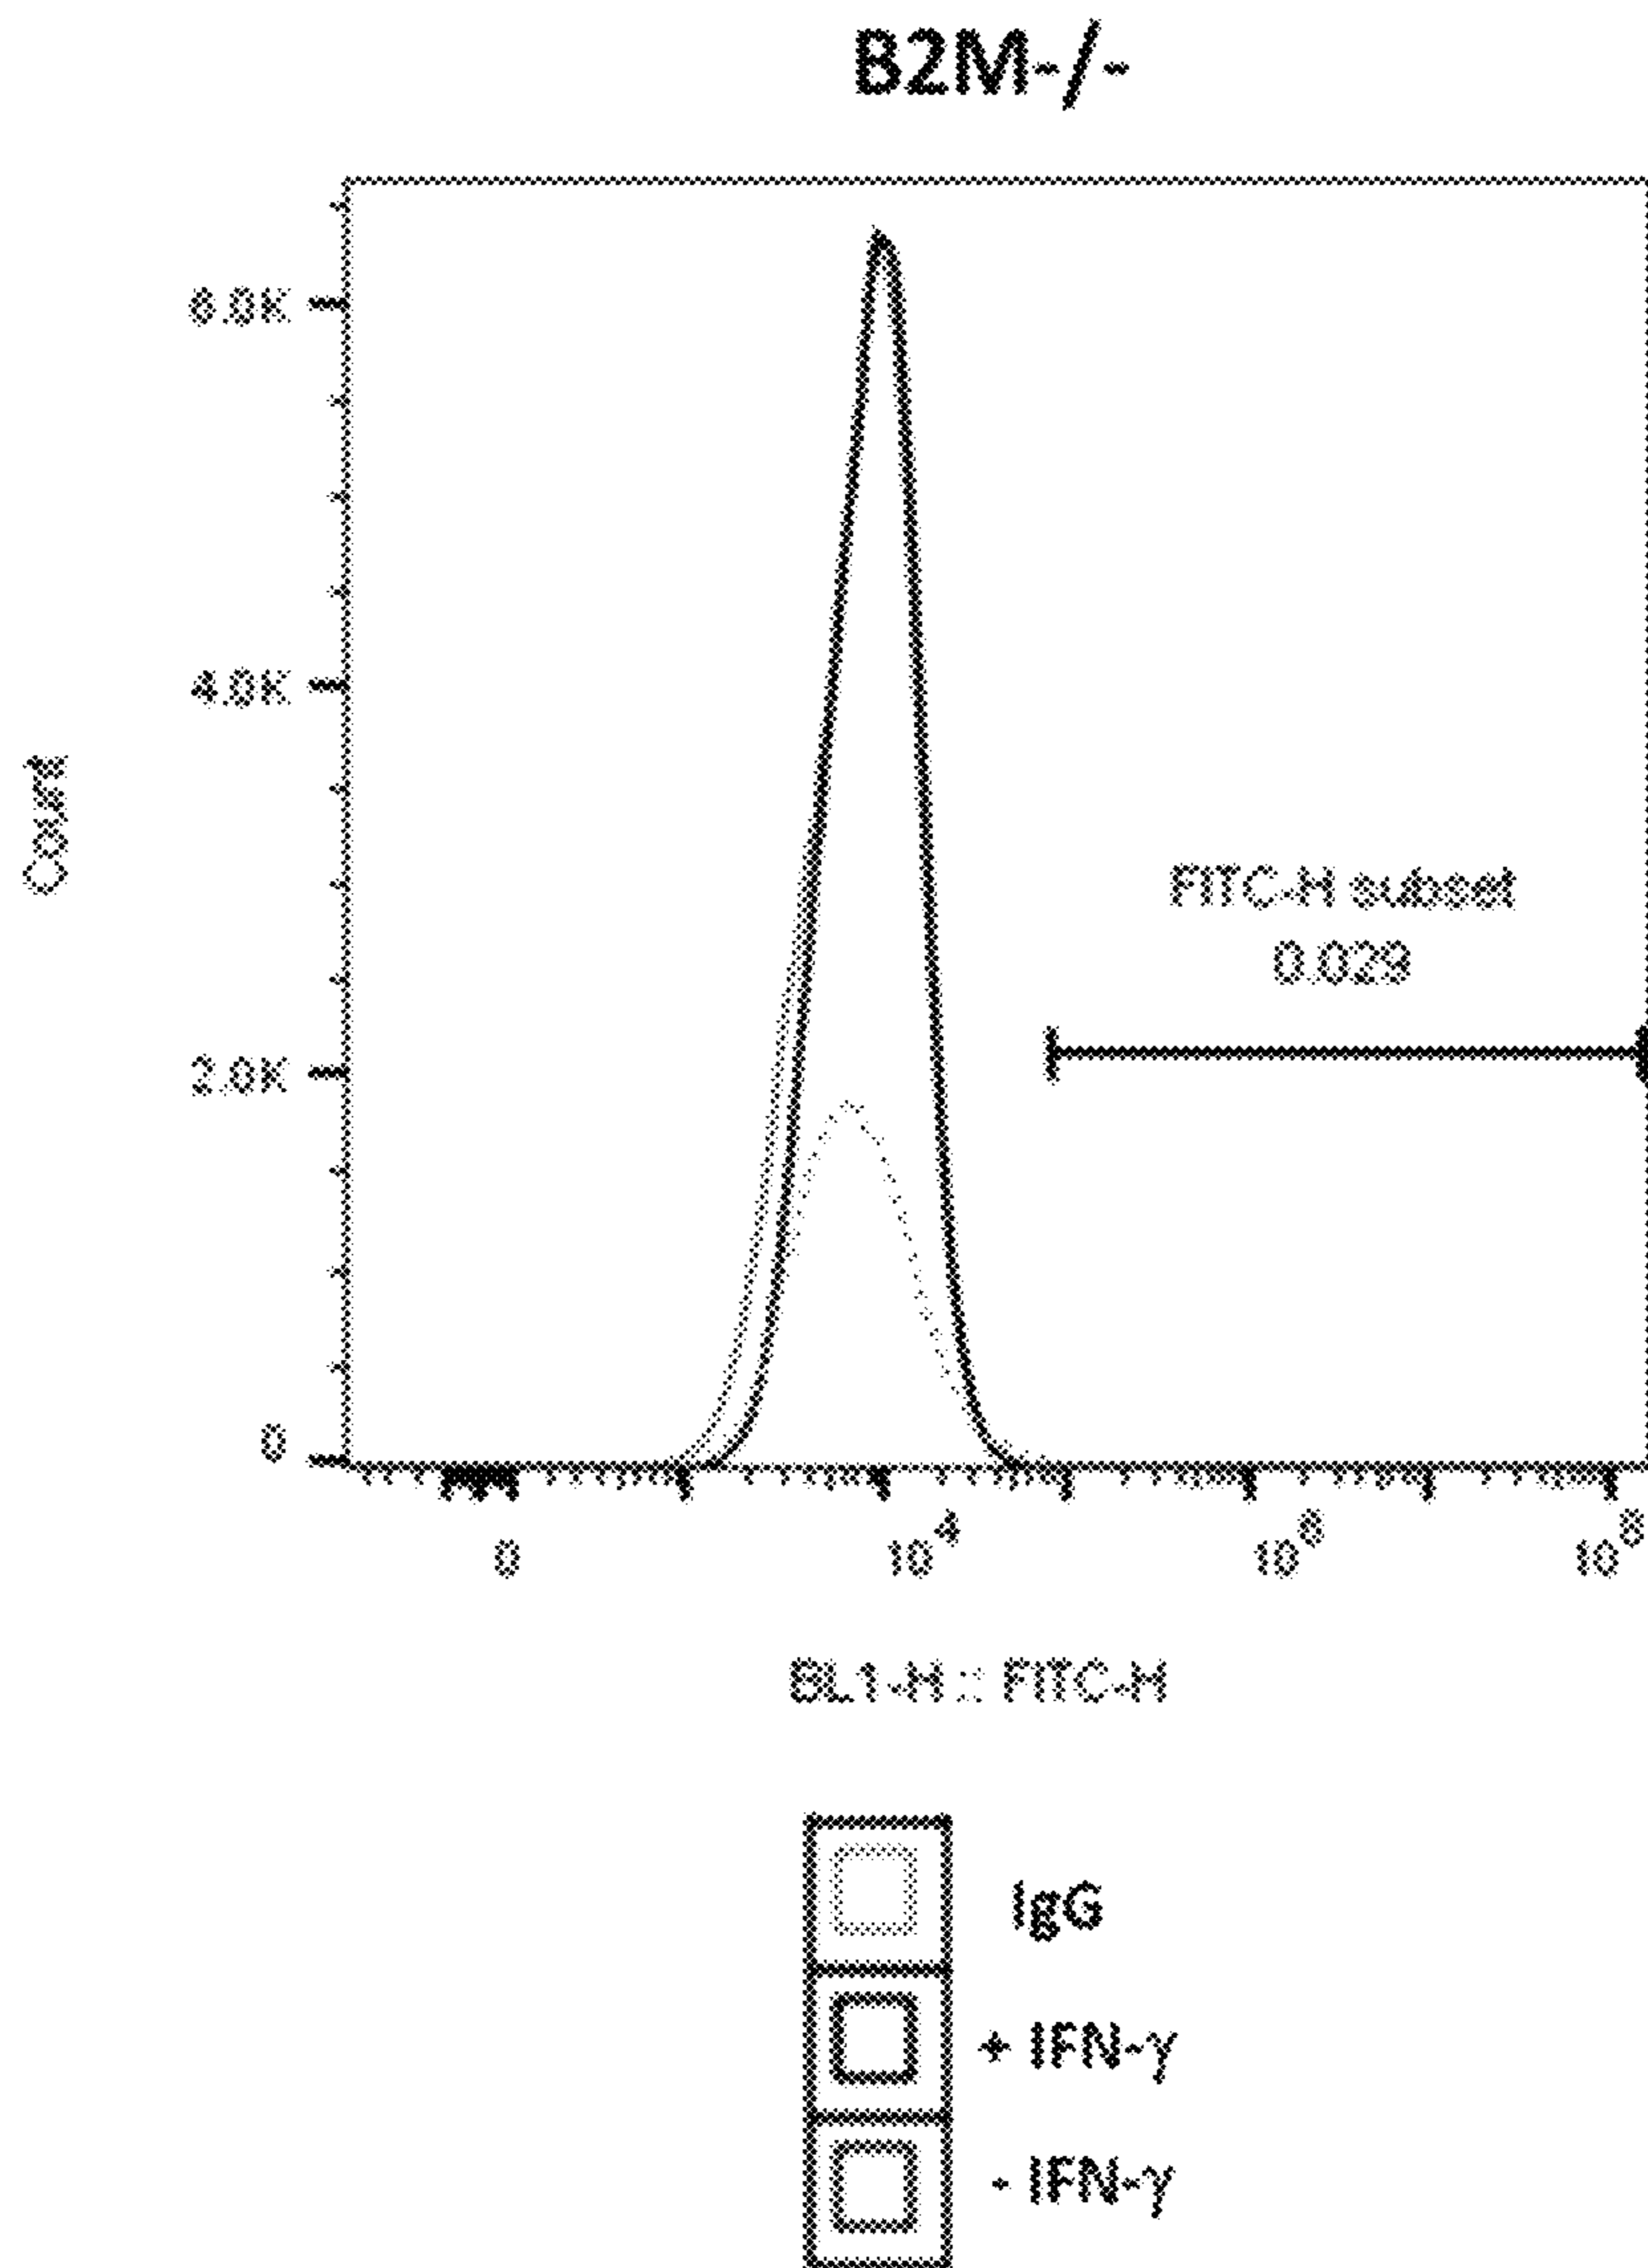 B2M-/-
6.0K
4.0K
2.0K
0
Count
FITC-H subset
0.029
0
10^4
10^6
10^8
BL1-H :: FITC-H
IgG
+ IFN-γ
- IFN-γ